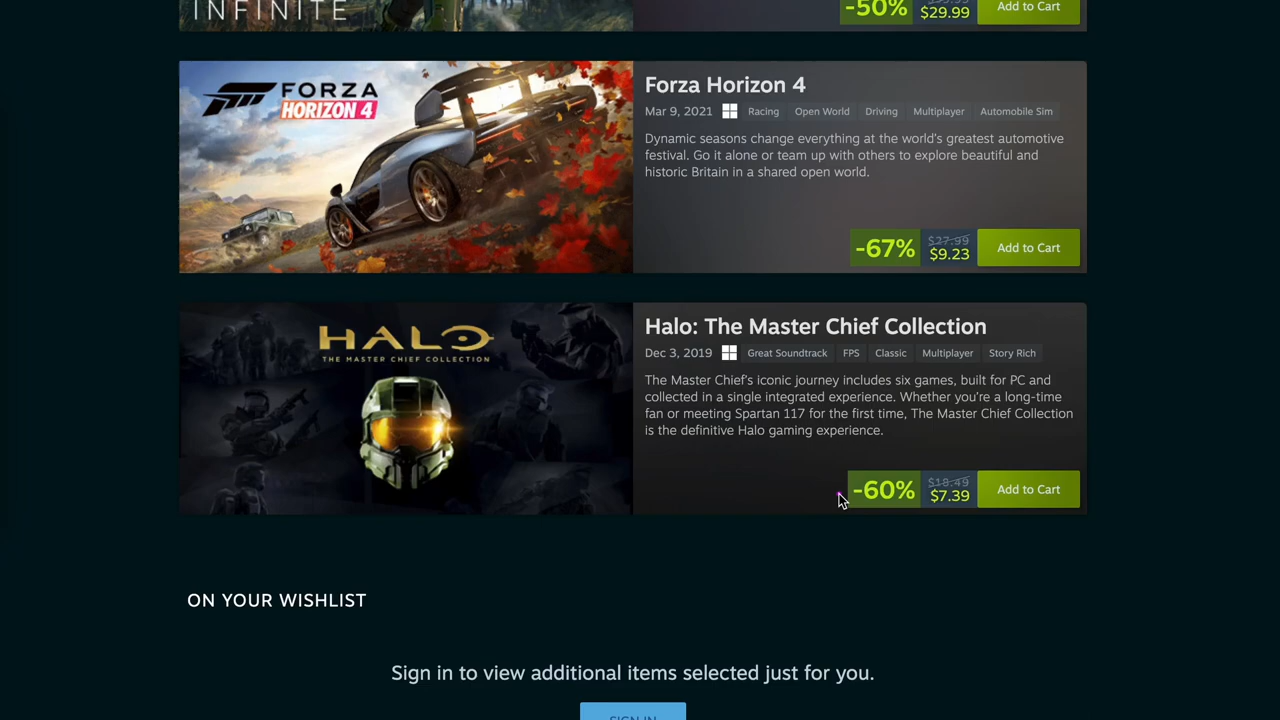 INFINITE
-50%
$29.99
Add to Cart
FORZA
HORIZON 4
Forza Horizon 4
Mar 9, 2021 Racing Open World Driving Multiplayer Automobile Sim
Dynamic seasons change everything at the world's greatest automotive
festival. Go it alone or team up with others to explore beautiful and
historic Britain in a shared open world.
-67%
$27.99
$9.23
Add to Cart
HALO
THE MASTER CHIEF COLLECTION
Halo: The Master Chief Collection
Dec 3, 2019 Great Soundtrack FPS Classic Multiplayer Story Rich
The Master Chief's iconic journey includes six games, built for PC and
collected in a single integrated experience. Whether you're a long-time
fan or meeting Spartan 117 for the first time, The Master Chief Collection
is the definitive Halo gaming experience.
-60%
$18.49
$7.39
Add to Cart
ON YOUR WISHLIST
Sign in to view additional items selected just for you.
SIGN IN